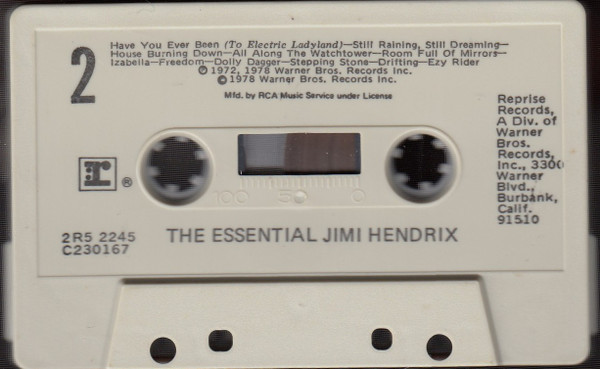 2
Have You Ever Been (To Electric Ladyland)—Still Raining, Still Dreaming—
House Burning Down—All Along The Watchtower—Room Full Of Mirrors—
Izabella—Freedom—Dolly Dagger—Stepping Stone—Drifting—Ezy Rider
℗ 1972, 1978 Warner Bros. Records Inc.
©1978 Warner Bros. Records Inc.
Mfd. by RCA Music Service under License
Reprise
Records,
A Div. of
Warner
Bros.
Records,
Inc., 3300
Warner
Blvd.,
Burbank,
Calif.
91510
r®
100 50 0
2R5 2245
C230167
THE ESSENTIAL JIMI HENDRIX